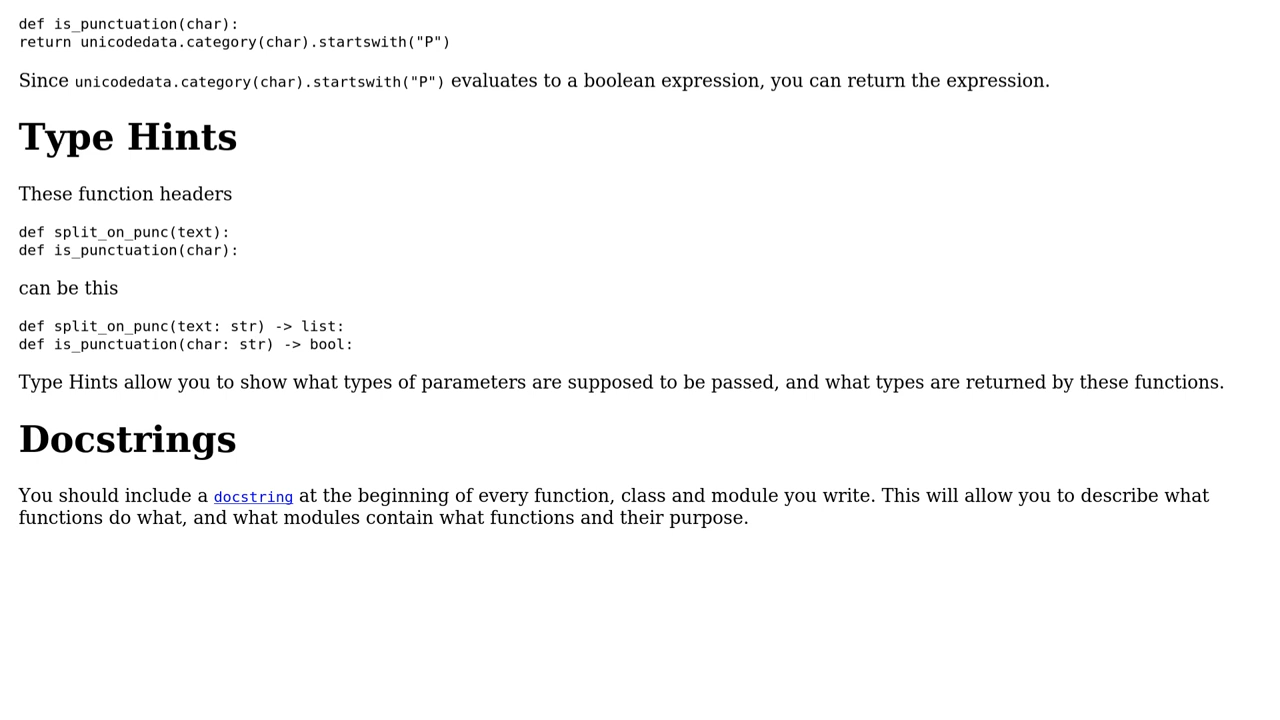 def is_punctuation(char):
return unicodedata.category(char).startswith("P")
Since unicodedata.category(char).startswith("P") evaluates to a boolean expression, you can return the expression.
Type Hints
These function headers
def split_on_punc(text):
def is_punctuation(char):
can be this
def split_on_punc(text: str) -> list:
def is_punctuation(char: str) -> bool:
Type Hints allow you to show what types of parameters are supposed to be passed, and what types are returned by these functions.
Docstrings
You should include a docstring at the beginning of every function, class and module you write. This will allow you to describe what
functions do what, and what modules contain what functions and their purpose.